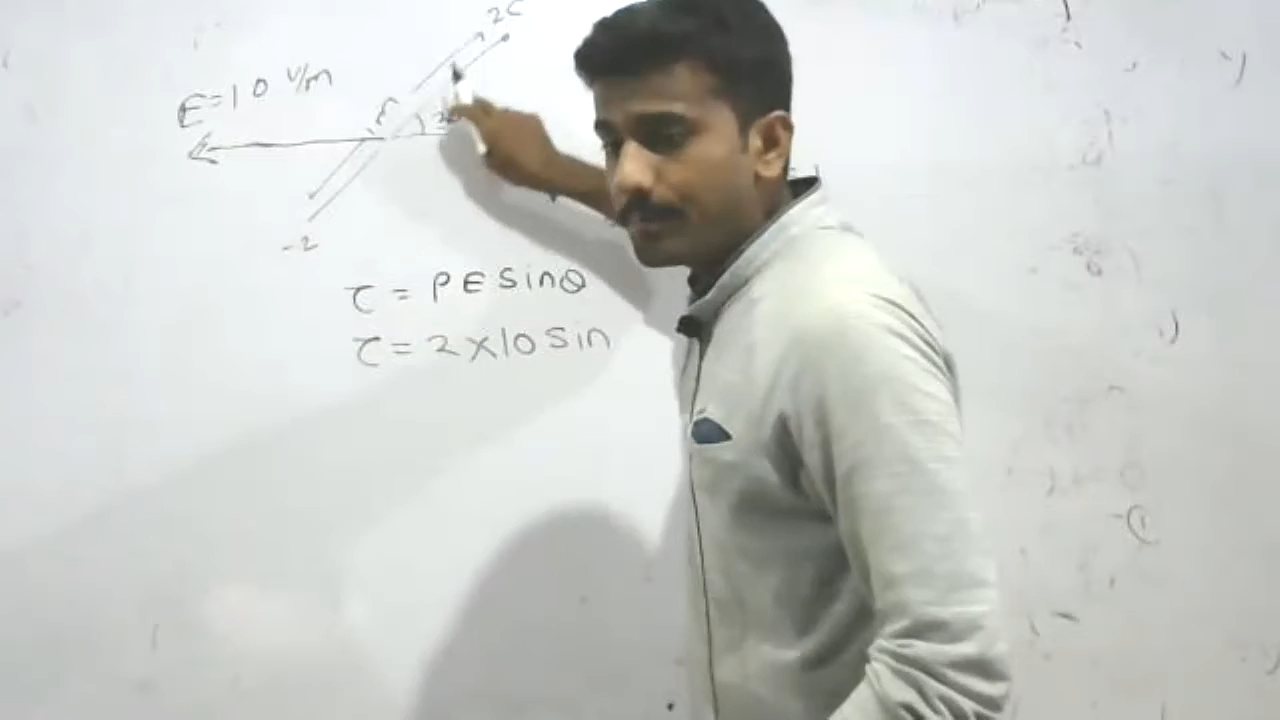 2C
E=10 V/m
-2
τ = PE sinθ
τ = 2×10 sin